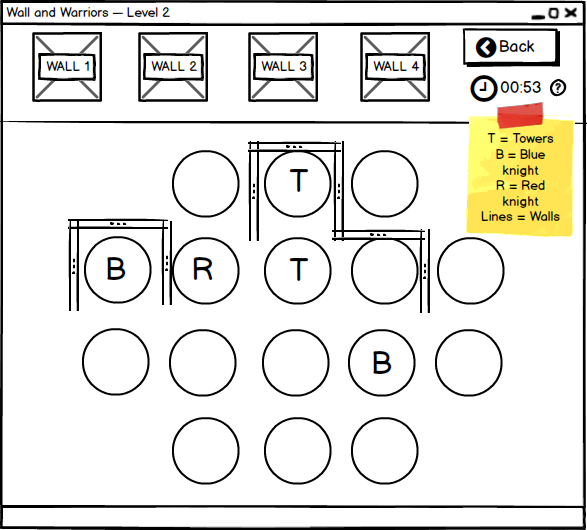 Wall and Warriors — Level 2
WALL 1
WALL 2
WALL 3
WALL 4
Back
00:53
?
T = Towers
B = Blue
knight
R = Red
knight
Lines = Walls
T
B
R
T
B